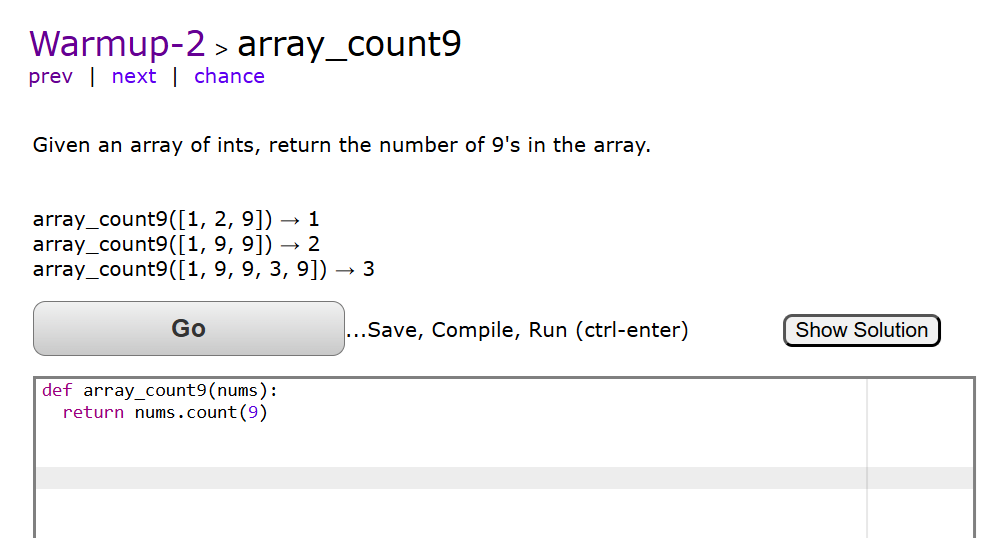 Warmup-2 > array_count9
prev | next | chance
Given an array of ints, return the number of 9's in the array.
array_count9([1, 2, 9]) → 1
array_count9([1, 9, 9]) → 2
array_count9([1, 9, 9, 3, 9]) → 3
Go ...Save, Compile, Run (ctrl-enter) Show Solution
def array_count9(nums):
  return nums.count(9)